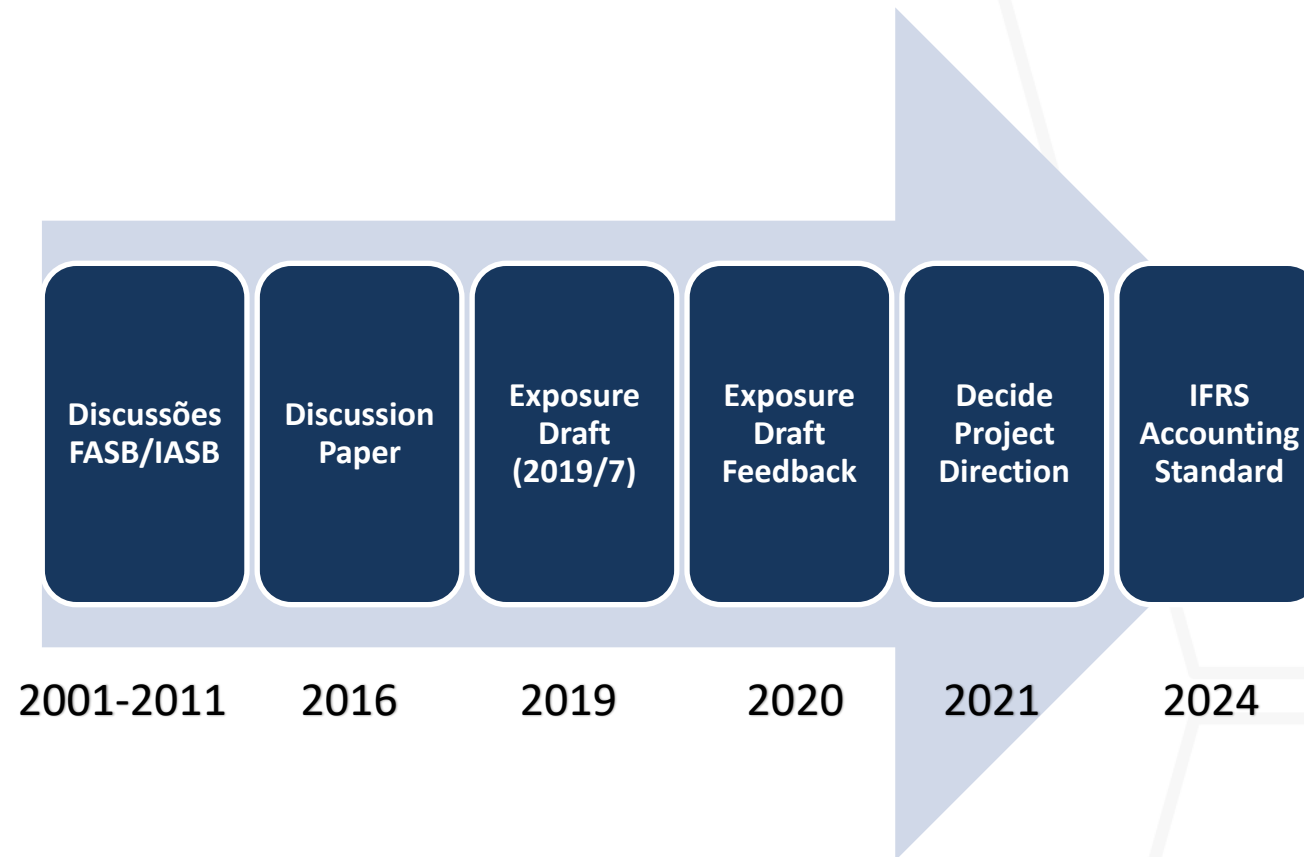 Discussões
FASB/IASB
Discussion
Paper
Exposure
Draft
(2019/7)
Exposure
Draft
Feedback
Decide
Project
Direction
IFRS
Accounting
Standard
2001-2011
2016
2019
2020
2021
2024